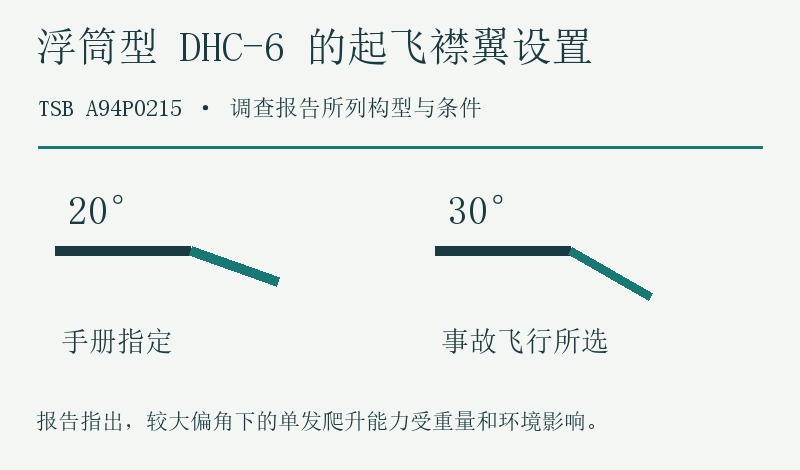 浮筒型 DHC-6 的起飞襟翼设置
TSB A94P0215 • 调查报告所列构型与条件
20°
30°
手册指定
事故飞行所选
报告指出，较大偏角下的单发爬升能力受重量和环境影响。